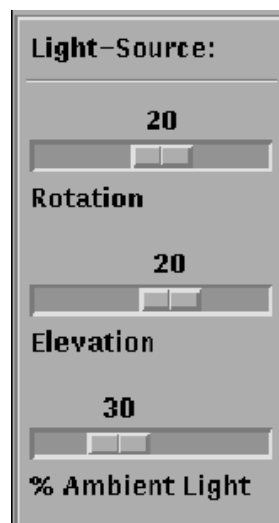 Light-Source:
20
Rotation
20
Elevation
30
% Ambient Light